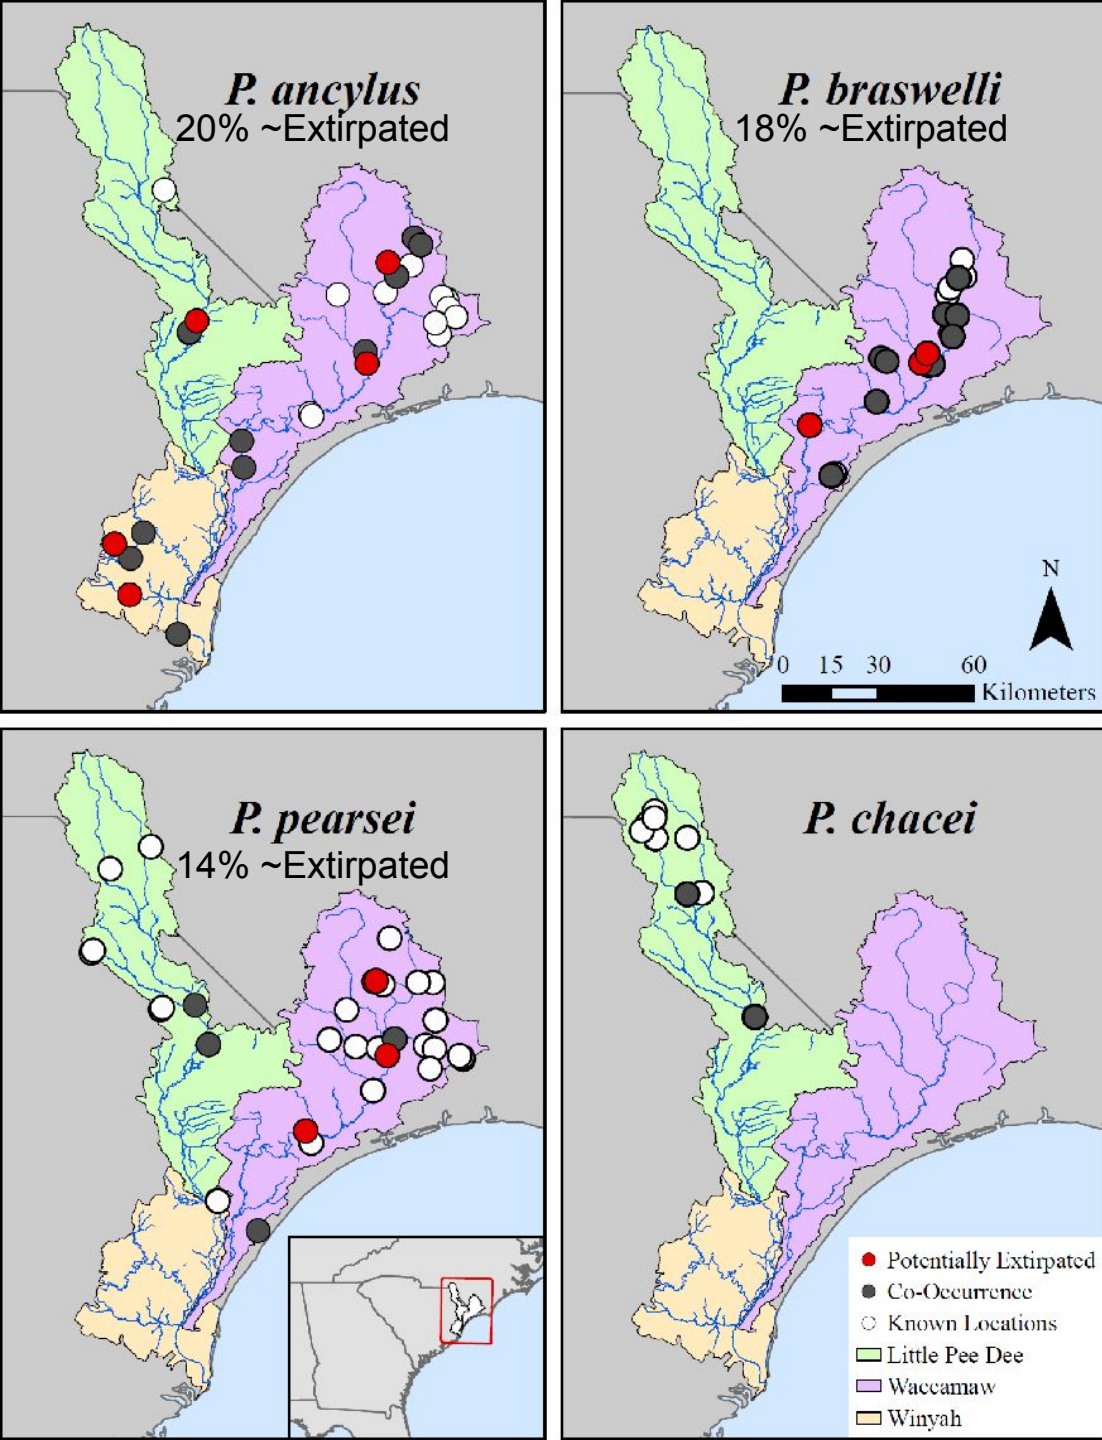 P. ancylus
20% ~Extirpated
P. braswelli
18% ~Extirpated
N
0 15 30 60
Kilometers
P. pearsei
14% ~Extirpated
P. chacei
Potentially Extirpated
Co-Occurrence
Known Locations
Little Pee Dee
Waccamaw
Winyah